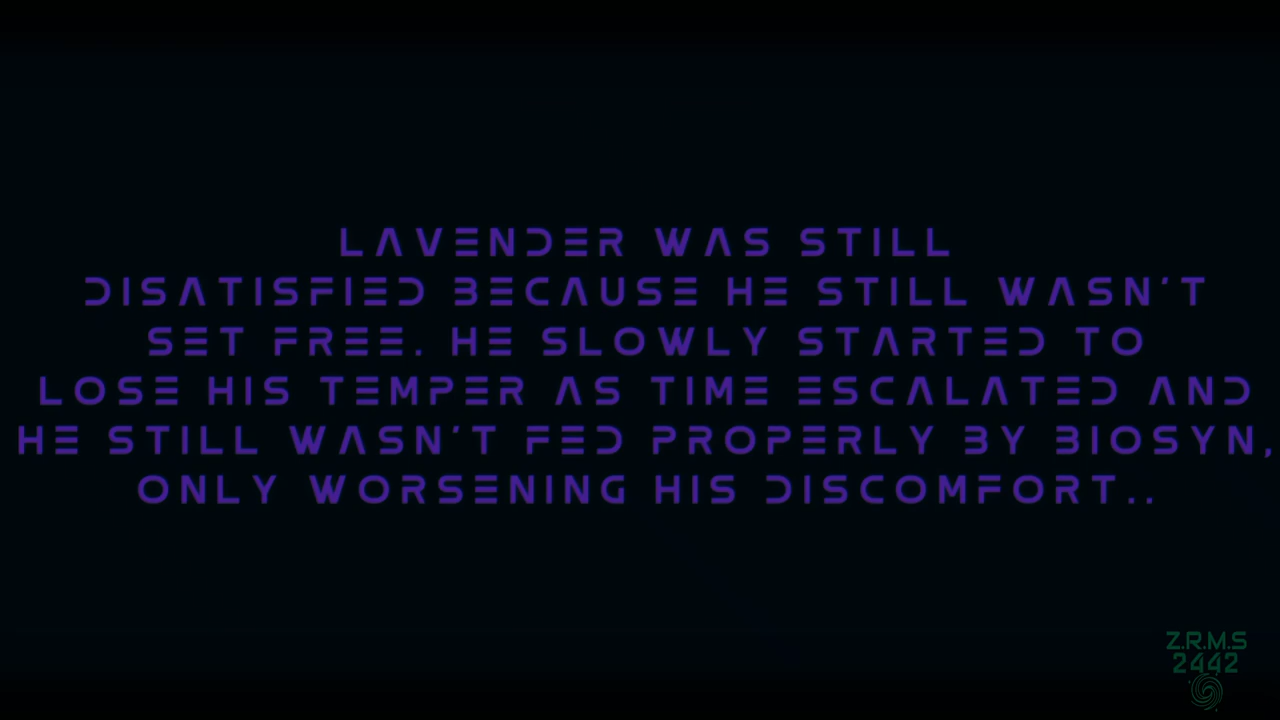 LAVENDER WAS STILL
DISATISFIED BECAUSE HE STILL WASN'T
SET FREE. HE SLOWLY STARTED TO
LOSE HIS TEMPER AS TIME ESCALATED AND
HE STILL WASN'T FED PROPERLY BY BIOSYN,
ONLY WORSENING HIS DISCOMFORT..
Z.R.M.S
2442